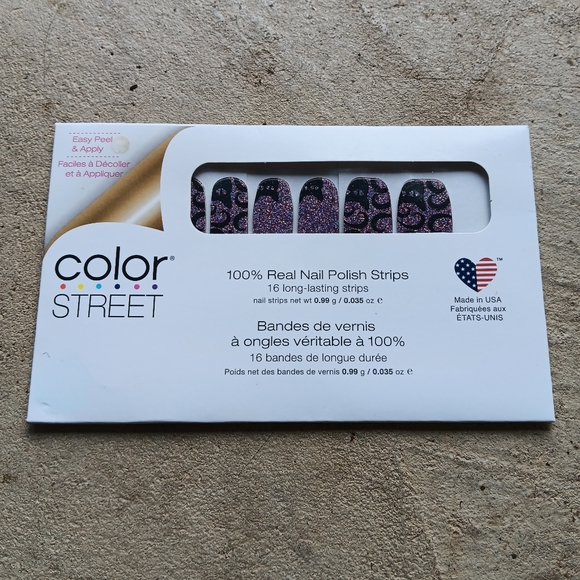 Easy Peel
& Apply
Faciles à Décoller
et à Appliquer
color®
STREET
100% Real Nail Polish Strips
16 long-lasting strips
nail strips net wt 0.99 g / 0.035 oz ℮
Bandes de vernis
à ongles véritable à 100%
16 bandes de longue durée
Poids net des bandes de vernis 0.99 g / 0.035 oz ℮
TM
Made in USA
Fabriquées aux
ÉTATS-UNIS